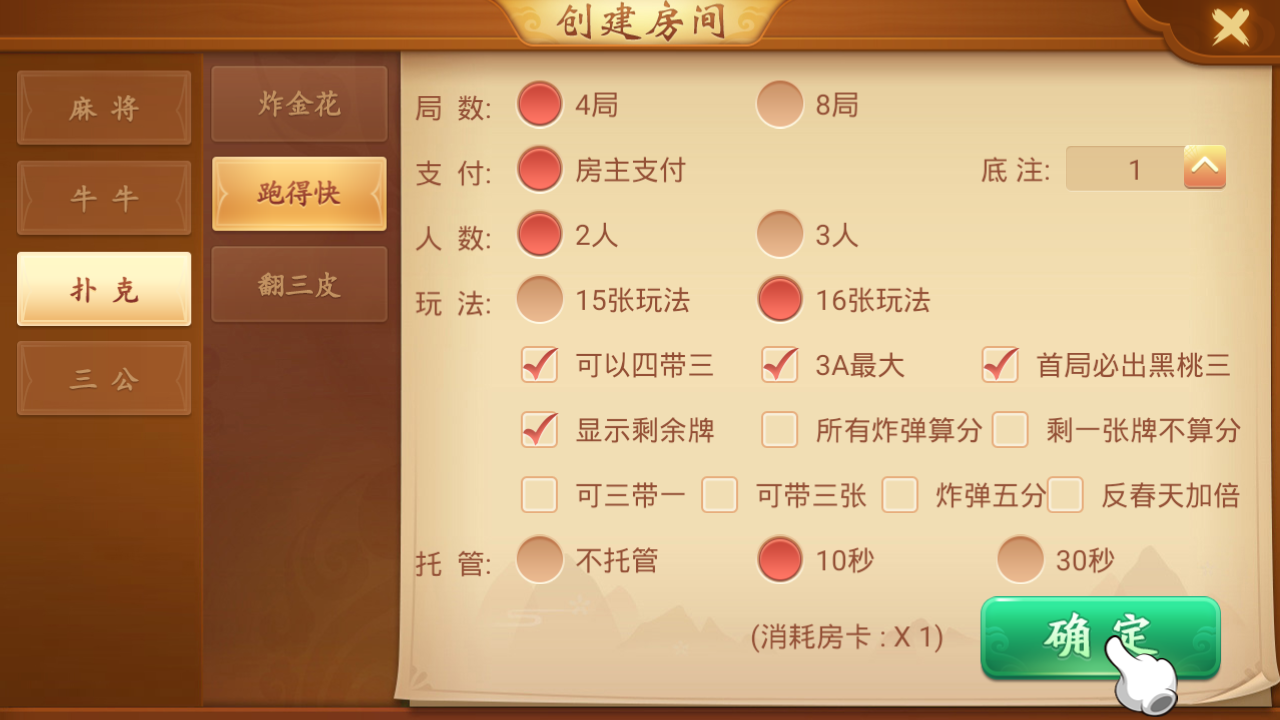 创建房间
麻将
牛牛
扑克
三公
炸金花
跑得快
翻三皮
局数: 4局 8局
支付: 房主支付 底注: 1
人数: 2人 3人
玩法: 15张玩法 16张玩法
可以四带三 3A最大 首局必出黑桃三
显示剩余牌 所有炸弹算分 剩一张牌不算分
可三带一 可带三张 炸弹五分 反春天加倍
托管: 不托管 10秒 30秒
(消耗房卡 : X 1)
确定